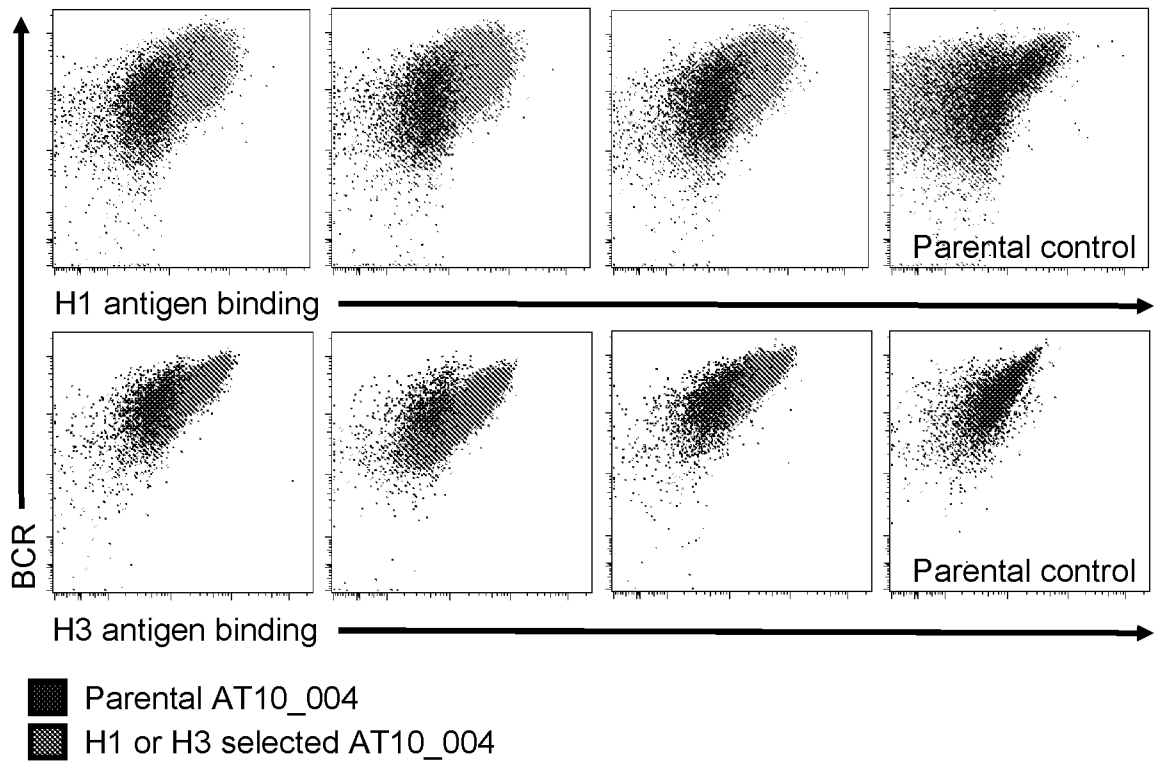 Parental control
H1 antigen binding
Parental control
BCR
H3 antigen binding
Parental AT10_004
H1 or H3 selected AT10_004